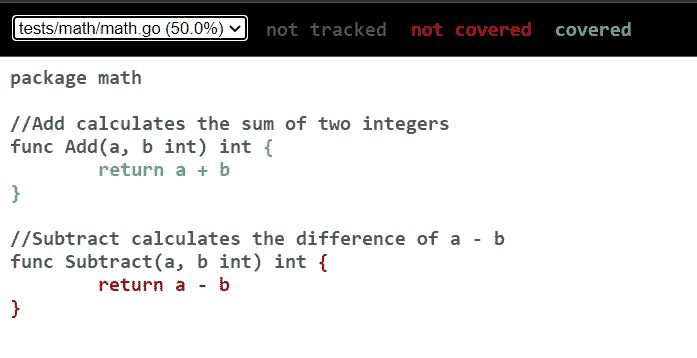 tests/math/math.go (50.0%) not tracked not covered covered
package math
//Add calculates the sum of two integers
func Add(a, b int) int {
        return a + b
}
//Subtract calculates the difference of a - b
func Subtract(a, b int) int {
        return a - b
}